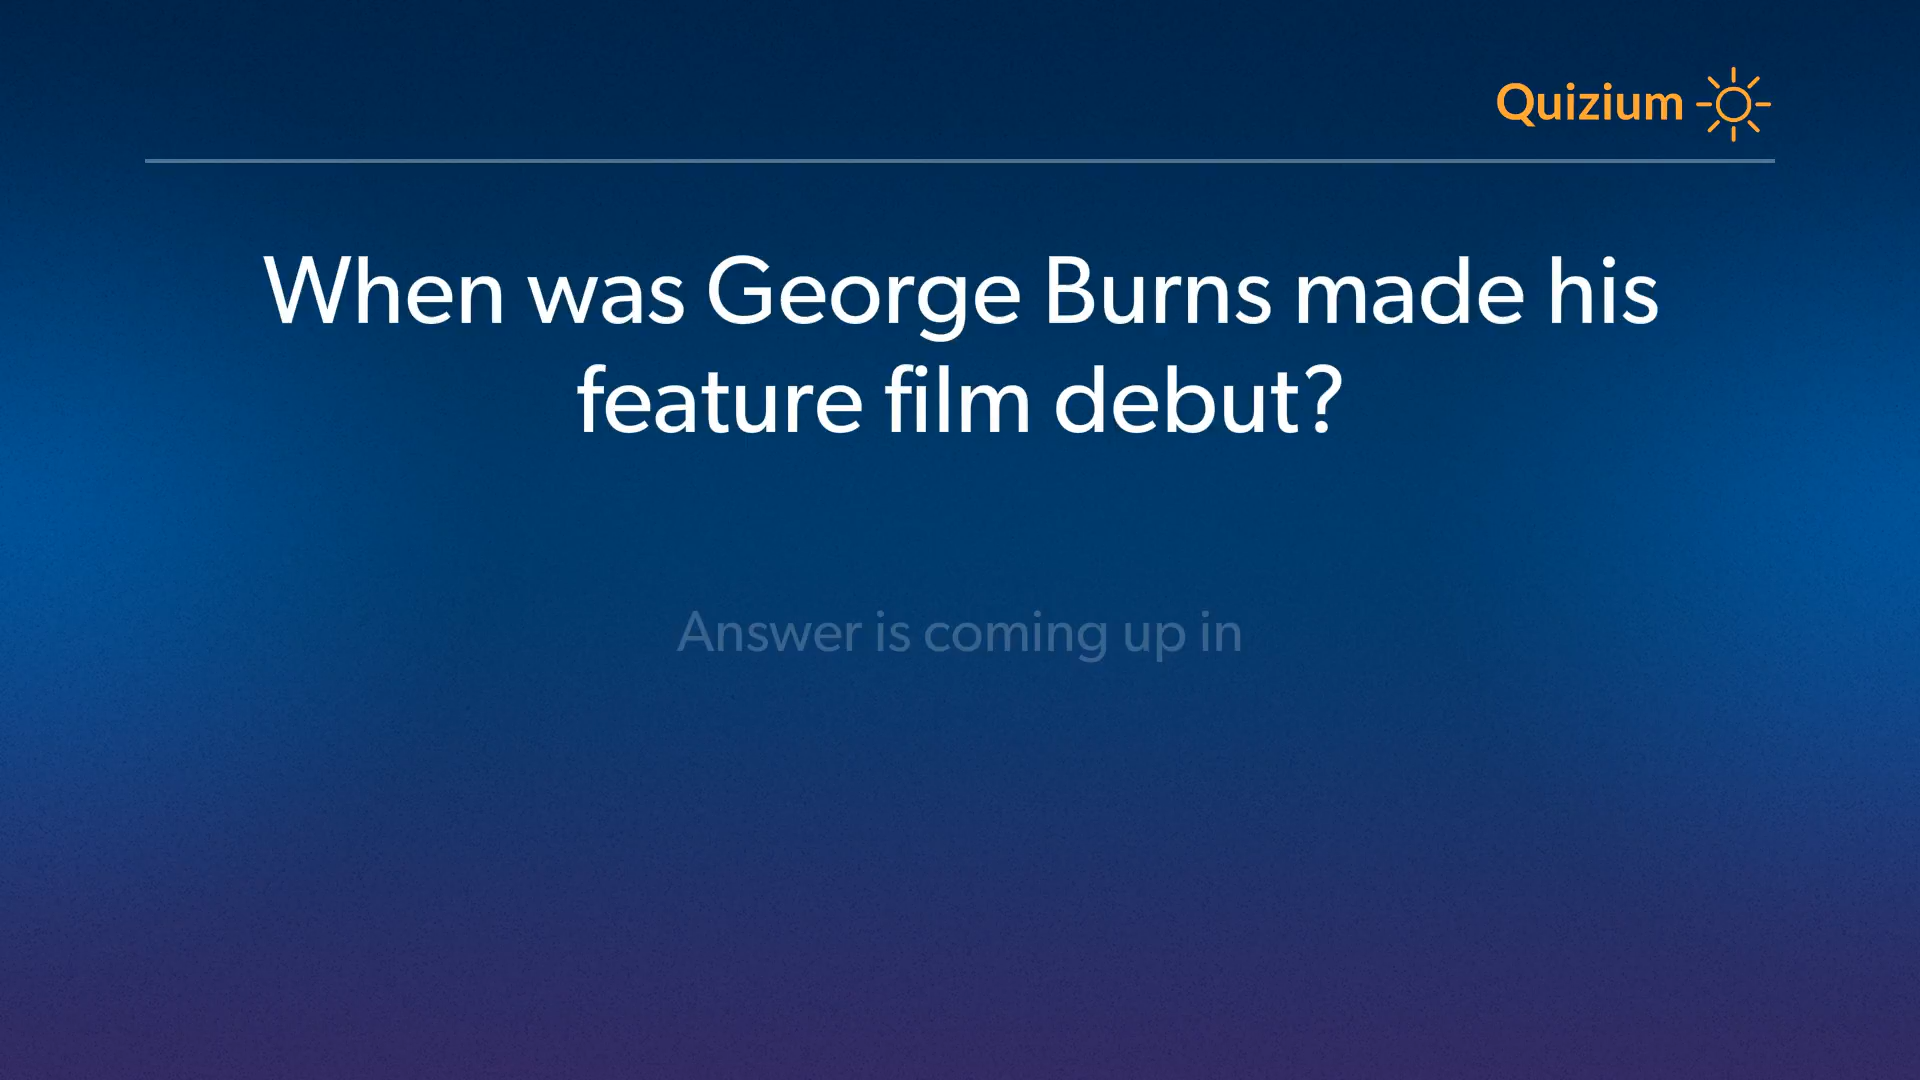 Quizium
When was George Burns made his
feature film debut?
Answer is coming up in